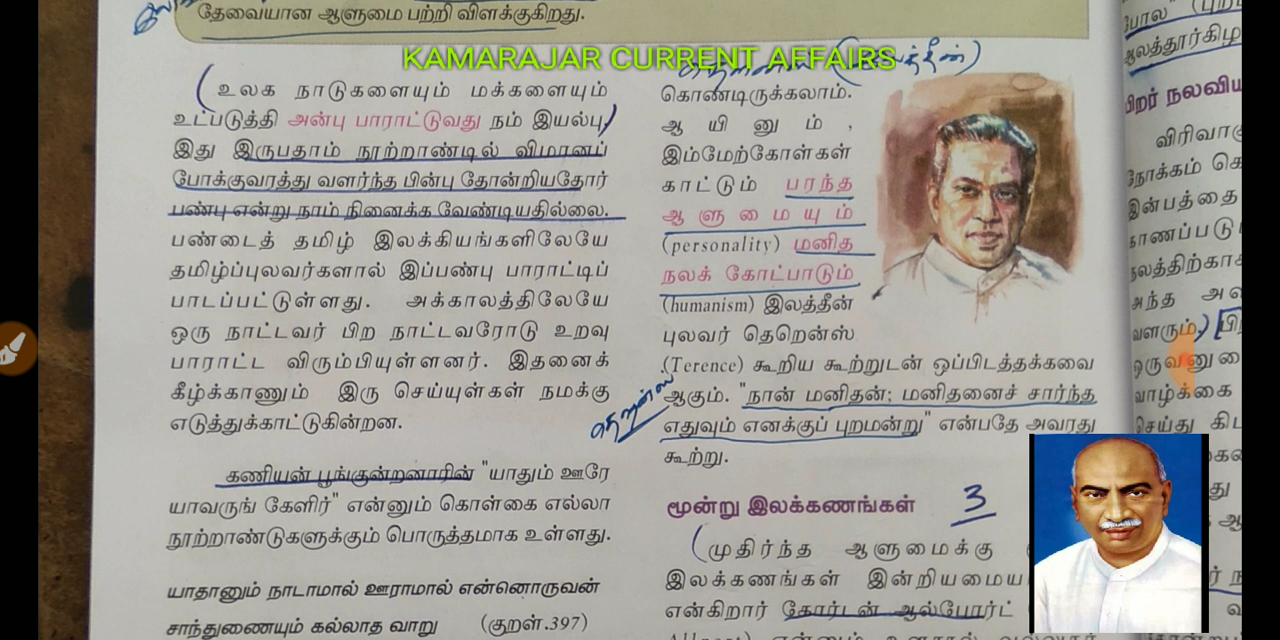 தேவையான ஆளுமை பற்றி விளக்குகிறது.
KAMARAJAR CURRENT AFFAIRS
உலக நாடுகளையும் மக்களையும்
உட்படுத்தி அன்பு பாராட்டுவது நம் இயல்பு
இது இருபதாம் நூற்றாண்டில் விமானப்
போக்குவரத்து வளர்ந்த பின்பு தோன்றியதோர்
பண்பு என்று நாம் நினைக்க வேண்டியதில்லை.
பண்டைத் தமிழ் இலக்கியங்களிலேயே
தமிழ்ப்புலவர்களால் இப்பண்பு பாராட்டிப்
பாடப்பட்டுள்ளது. அக்காலத்திலேயே
ஒரு நாட்டவர் பிற நாட்டவரோடு உறவு
பாராட்ட விரும்பியுள்ளனர். இதனைக்
கீழ்க்காணும் இரு செய்யுள்கள் நமக்கு
எடுத்துக்காட்டுகின்றன.
கணியன் பூங்குன்றனாரின் "யாதும் ஊரே
யாவருங் கேளிர்" என்னும் கொள்கை எல்லா
நூற்றாண்டுகளுக்கும் பொருத்தமாக உள்ளது.
யாதானும் நாடாமால் ஊராமால் என்னொருவன்
சாந்துணையும் கல்லாத வாறு (குறள்.397)
கொண்டிருக்கலாம்.
ஆயினும்,
இம்மேற்கோள்கள்
காட்டும் பரந்த
ஆளுமையும்
(personality) மனித
நலக் கோட்பாடும்
(humanism) இலத்தீன்
புலவர் தெறென்ஸ்
(Terence) கூறிய கூற்றுடன் ஒப்பிடத்தக்கவை
ஆகும். "நான் மனிதன்; மனிதனைச் சார்ந்த
எதுவும் எனக்குப் புறமன்று" என்பதே அவரது
கூற்று.
தெறன்ஸ்
மூன்று இலக்கணங்கள் 3
(முதிர்ந்த ஆளுமைக்கு
இலக்கணங்கள் இன்றியமைய
என்கிறார் கோர்டன் ஆல்போர்ட்
போல"
ஆலத்தூர்கிழ
பிறர் நலவிய
விரிவாகு
நோக்கம் கெ
இன்பத்தை
காணப்படு
நலத்திற்காக
அந்த
வளரும்.
ஒருவனுடை
வாழ்க்கை
செய்து